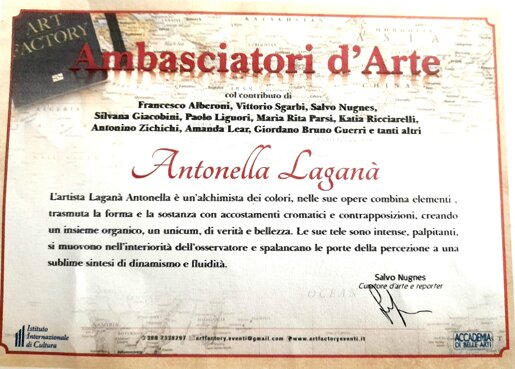 ART
FACTORY
Ambasciatori d'Arte
ASIA
CHINA
col contributo di
Francesco Alberoni, Vittorio Sgarbi, Salvo Nugnes,
Silvana Giacobini, Paolo Liguori, Maria Rita Parsi, Katia Ricciarelli,
Antonino Zichichi, Amanda Lear, Giordano Bruno Guerri e tanti altri
Antonella Laganà
L'artista Laganà Antonella è un'alchimista dei colori, nelle sue opere combina elementi ,
trasmuta la forma e la sostanza con accostamenti cromatici e contrapposizioni, creando
un insieme organico, un unicum, di verità e bellezza. Le sue tele sono intense, palpitanti,
si muovono nell'interiorità dell'osservatore e spalancano le porte della percezione a una
sublime sintesi di dinamismo e fluidità.
Salvo Nugnes
Curatore d'arte e reporter
OCEAN
Istituto
Internazionale
di Cultura
388 7338297 artfactory.eventi@gmail.com www.artfactoryeventi.it
ACCADEMIA
DI BELLE ARTI